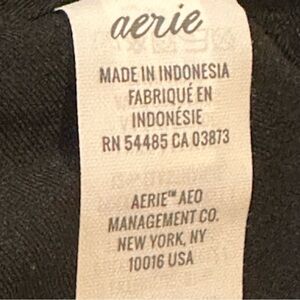 aerie
MADE IN INDONESIA
FABRIQUÉ EN
INDONÉSIE
RN 54485 CA 03873
AERIE™ AEO
MANAGEMENT CO.
NEW YORK, NY
10016 USA